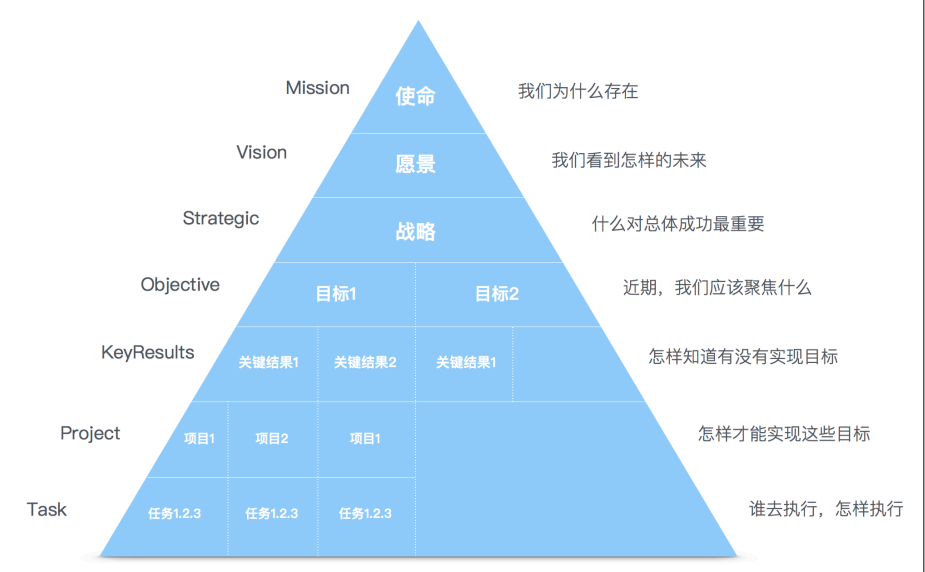 Mission
使命
我们为什么存在
Vision
愿景
我们看到怎样的未来
Strategic
战略
什么对总体成功最重要
Objective
目标1
目标2
近期，我们应该聚焦什么
KeyResults
关键结果1
关键结果2
关键结果1
怎样知道有没有实现目标
Project
项目1
项目2
项目1
怎样才能实现这些目标
Task
任务1.2.3
任务1.2.3
任务1.2.3
谁去执行，怎样执行